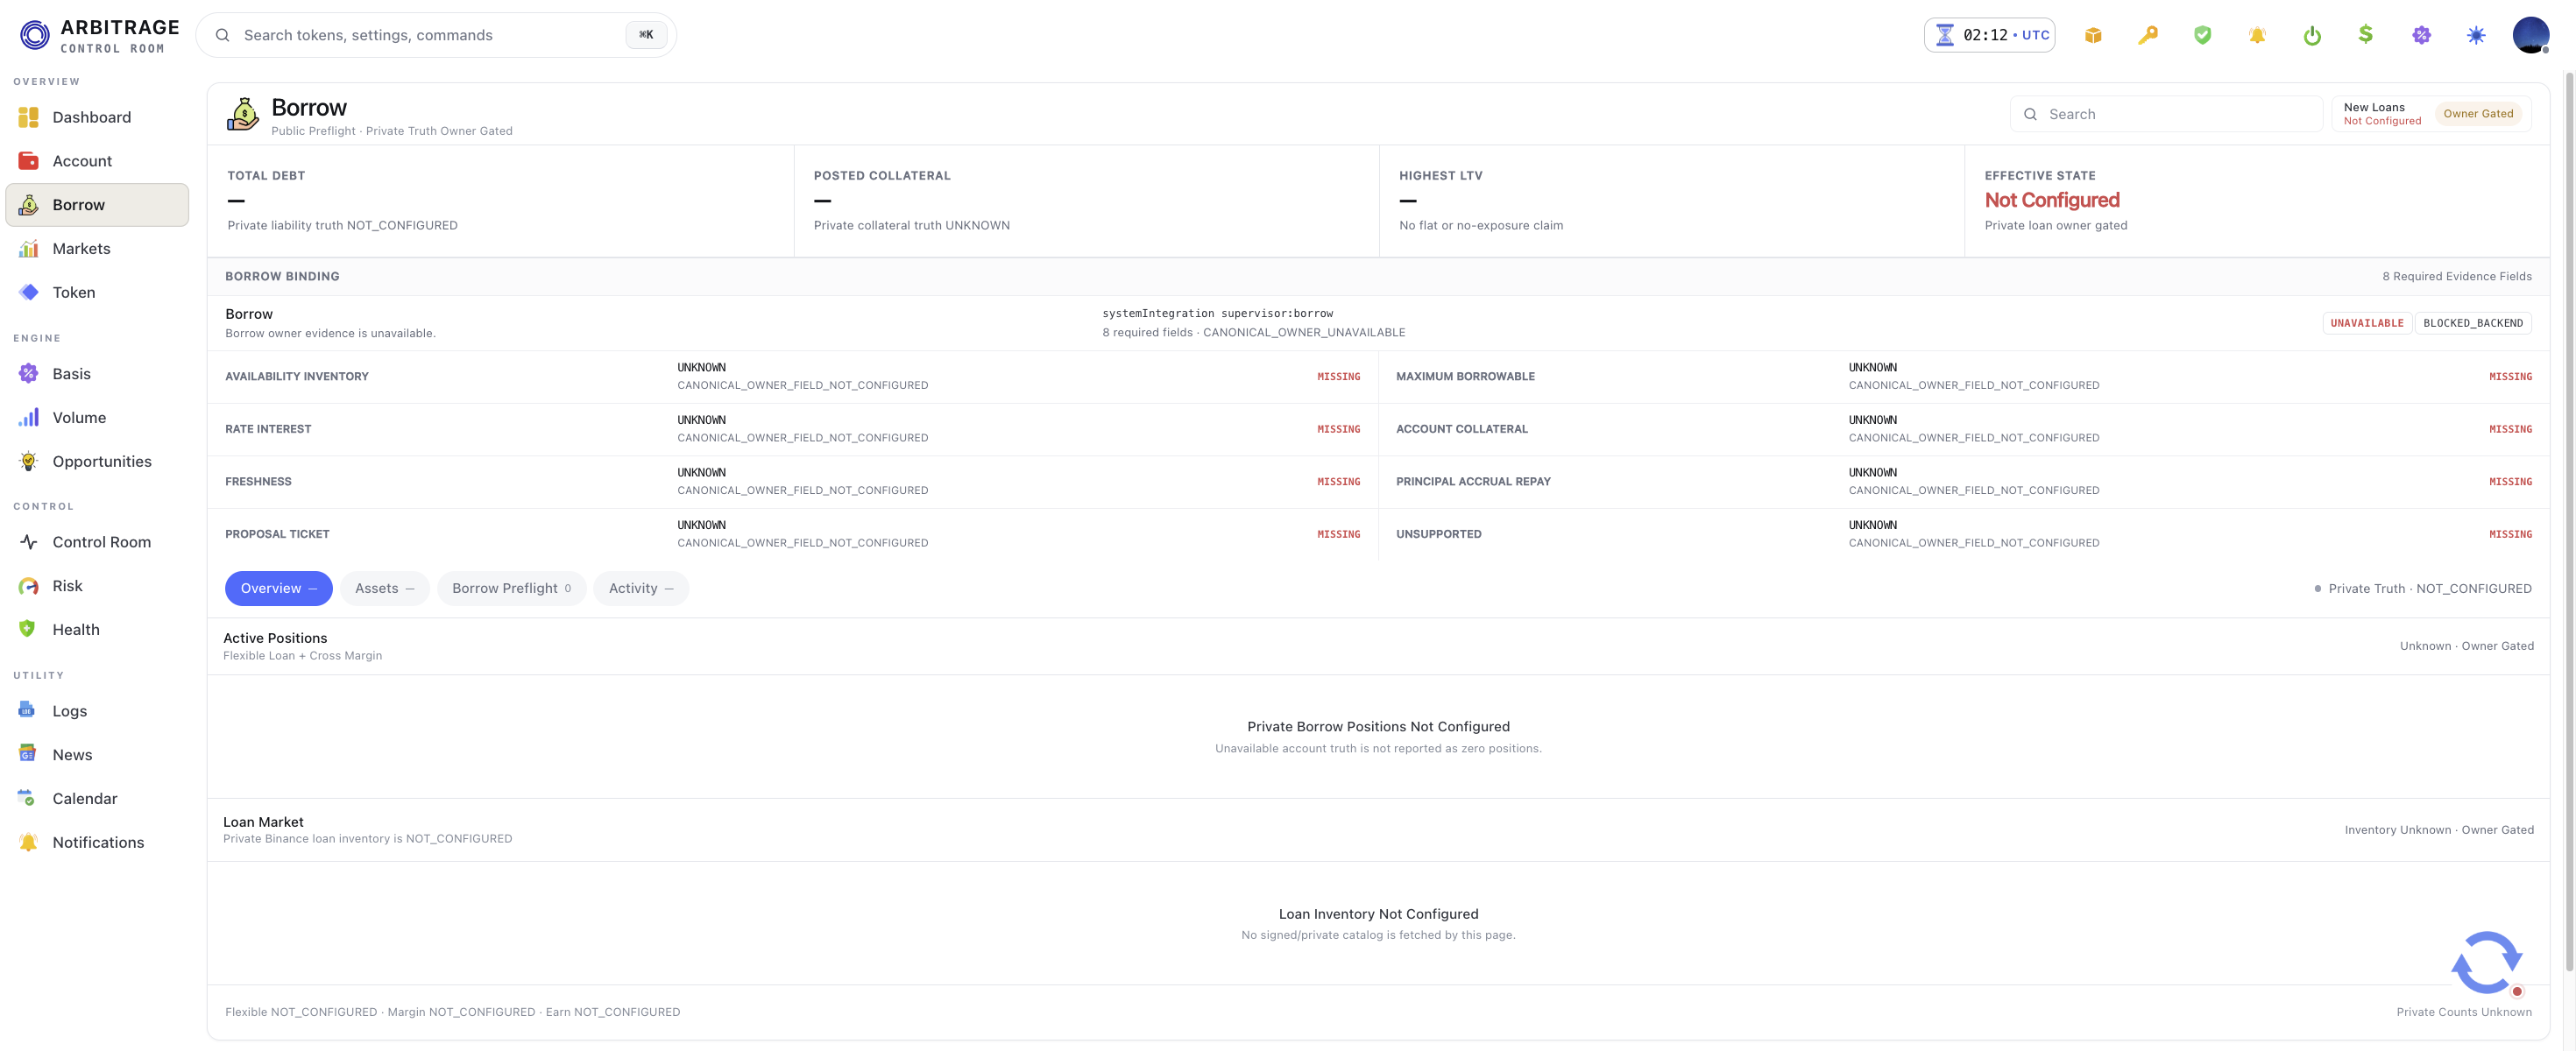 ARBITRAGE
CONTROL ROOM
Search tokens, settings, commands
⌘K
02:12 • UTC
OVERVIEW
Dashboard
Account
Borrow
Markets
Token
ENGINE
Basis
Volume
Opportunities
CONTROL
Control Room
Risk
Health
UTILITY
Logs
News
Calendar
Notifications
Borrow
Public Preflight · Private Truth Owner Gated
Search
New Loans
Not Configured
Owner Gated
TOTAL DEBT
—
Private liability truth NOT_CONFIGURED
POSTED COLLATERAL
—
Private collateral truth UNKNOWN
HIGHEST LTV
—
No flat or no-exposure claim
EFFECTIVE STATE
Not Configured
Private loan owner gated
BORROW BINDING
8 Required Evidence Fields
Borrow
Borrow owner evidence is unavailable.
systemIntegration supervisor:borrow
8 required fields · CANONICAL_OWNER_UNAVAILABLE
UNAVAILABLE
BLOCKED_BACKEND
AVAILABILITY INVENTORY
UNKNOWN
CANONICAL_OWNER_FIELD_NOT_CONFIGURED
MISSING
MAXIMUM BORROWABLE
UNKNOWN
CANONICAL_OWNER_FIELD_NOT_CONFIGURED
MISSING
RATE INTEREST
UNKNOWN
CANONICAL_OWNER_FIELD_NOT_CONFIGURED
MISSING
ACCOUNT COLLATERAL
UNKNOWN
CANONICAL_OWNER_FIELD_NOT_CONFIGURED
MISSING
FRESHNESS
UNKNOWN
CANONICAL_OWNER_FIELD_NOT_CONFIGURED
MISSING
PRINCIPAL ACCRUAL REPAY
UNKNOWN
CANONICAL_OWNER_FIELD_NOT_CONFIGURED
MISSING
PROPOSAL TICKET
UNKNOWN
CANONICAL_OWNER_FIELD_NOT_CONFIGURED
MISSING
UNSUPPORTED
UNKNOWN
CANONICAL_OWNER_FIELD_NOT_CONFIGURED
MISSING
Overview —
Assets —
Borrow Preflight 0
Activity —
Private Truth · NOT_CONFIGURED
Active Positions
Flexible Loan + Cross Margin
Unknown · Owner Gated
Private Borrow Positions Not Configured
Unavailable account truth is not reported as zero positions.
Loan Market
Private Binance loan inventory is NOT_CONFIGURED
Inventory Unknown · Owner Gated
Loan Inventory Not Configured
No signed/private catalog is fetched by this page.
Flexible NOT_CONFIGURED · Margin NOT_CONFIGURED · Earn NOT_CONFIGURED
Private Counts Unknown